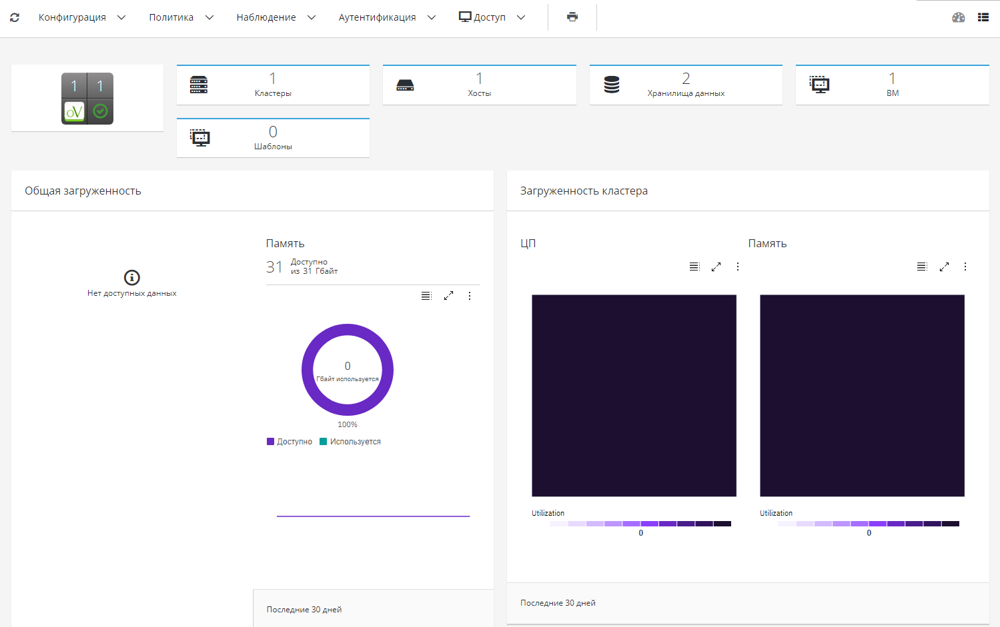 Конфигурация Политика Наблюдение Аутентификация Доступ
1 1
oV
1
Кластеры
1
Хосты
2
Хранилища данных
1
ВМ
0
Шаблоны
Общая загруженность
Нет доступных данных
Память
31 Доступно
из 31 Гбайт
0
Гбайт используется
100%
Доступно Используется
Последние 30 дней
Загруженность кластера
ЦП
Utilization
0
Память
Utilization
0
Последние 30 дней